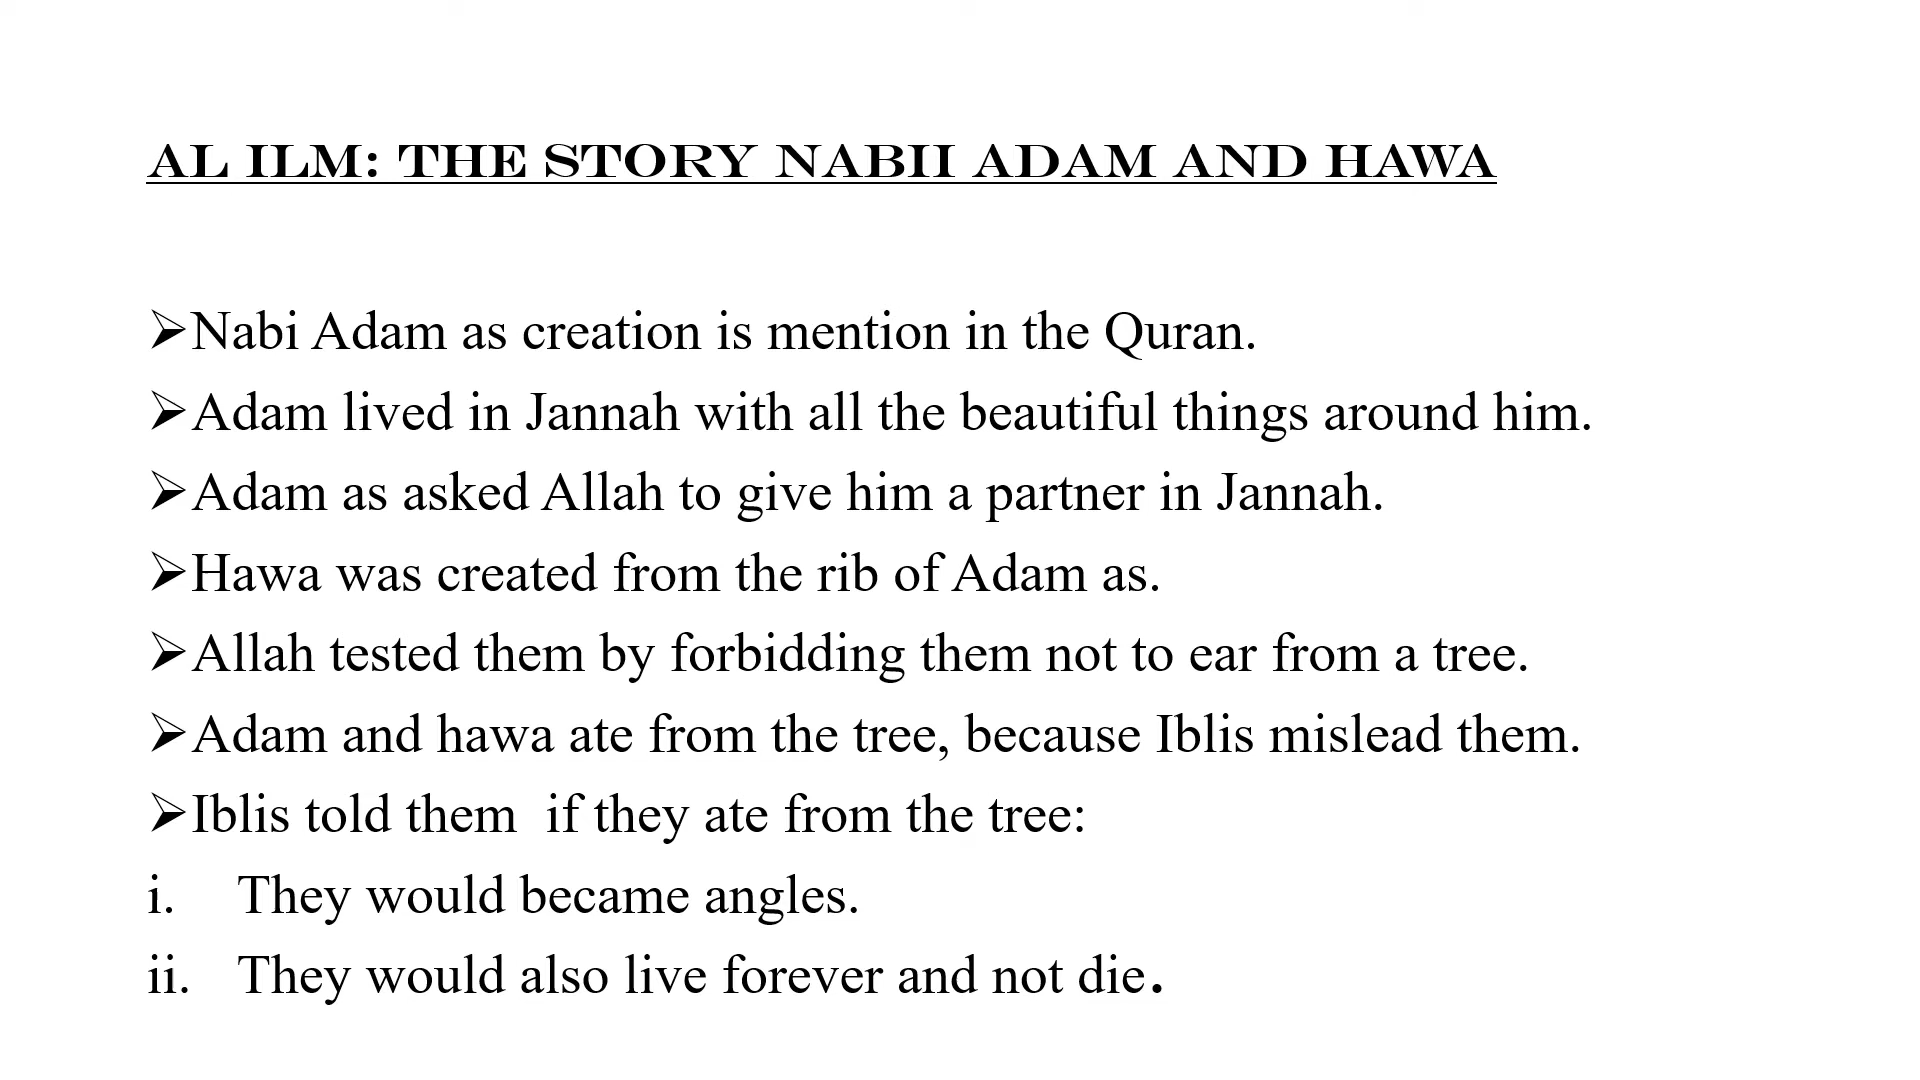 AL ILM: THE STORY NABII ADAM AND HAWA
➢Nabi Adam as creation is mention in the Quran.
➢Adam lived in Jannah with all the beautiful things around him.
➢Adam as asked Allah to give him a partner in Jannah.
➢Hawa was created from the rib of Adam as.
➢Allah tested them by forbidding them not to ear from a tree.
➢Adam and hawa ate from the tree, because Iblis mislead them.
➢Iblis told them  if they ate from the tree:
i. They would became angles.
ii. They would also live forever and not die.